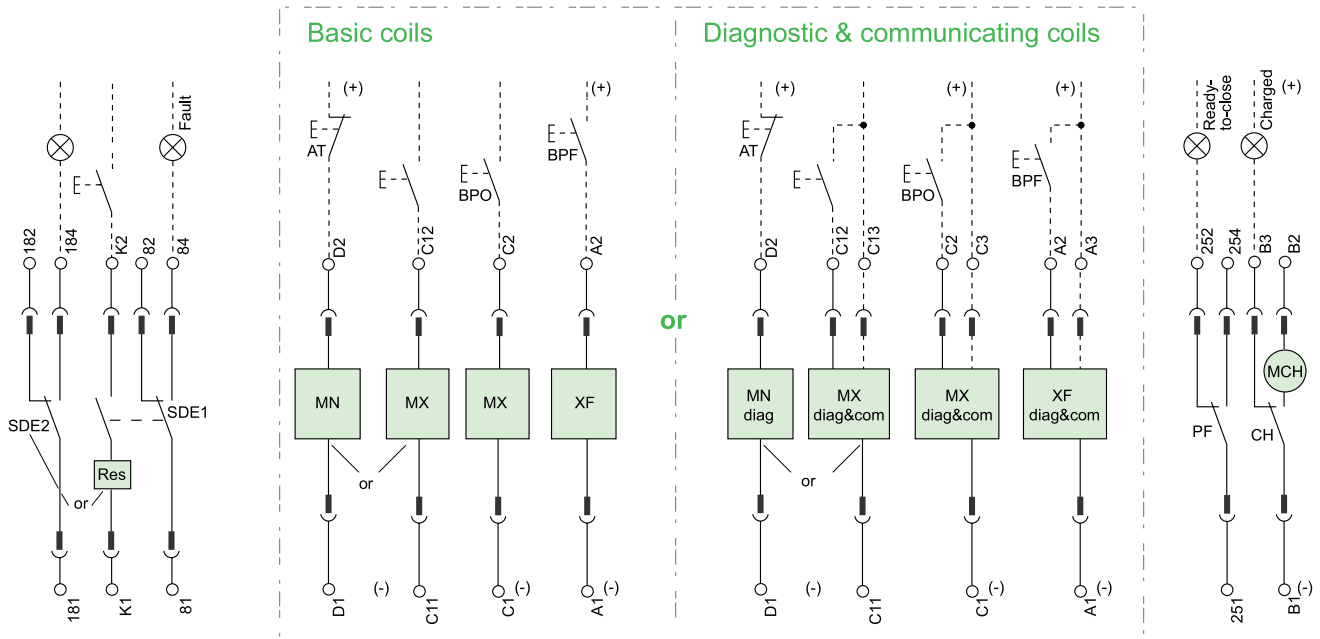 Basic coils
Diagnostic & communicating coils
(+)
(+)
(+)
(+)
(+)
(+)
Fault
Ready-
to-close
Charged
AT
BPO
BPF
AT
BPO
BPF
182
184
K2
82
84
D2
C12
C2
A2
D2
C12
C13
C2
C3
A2
A3
252
254
B3
B2
or
SDE2
SDE1
Res
or
MN
MX
MX
XF
or
MN
diag
MX
diag&com
MX
diag&com
XF
diag&com
or
MCH
PF
CH
181
K1
81
D1
(-)
C11
C1
(-)
A1
(-)
D1
(-)
C11
C1
(-)
A1
(-)
251
B1
(-)